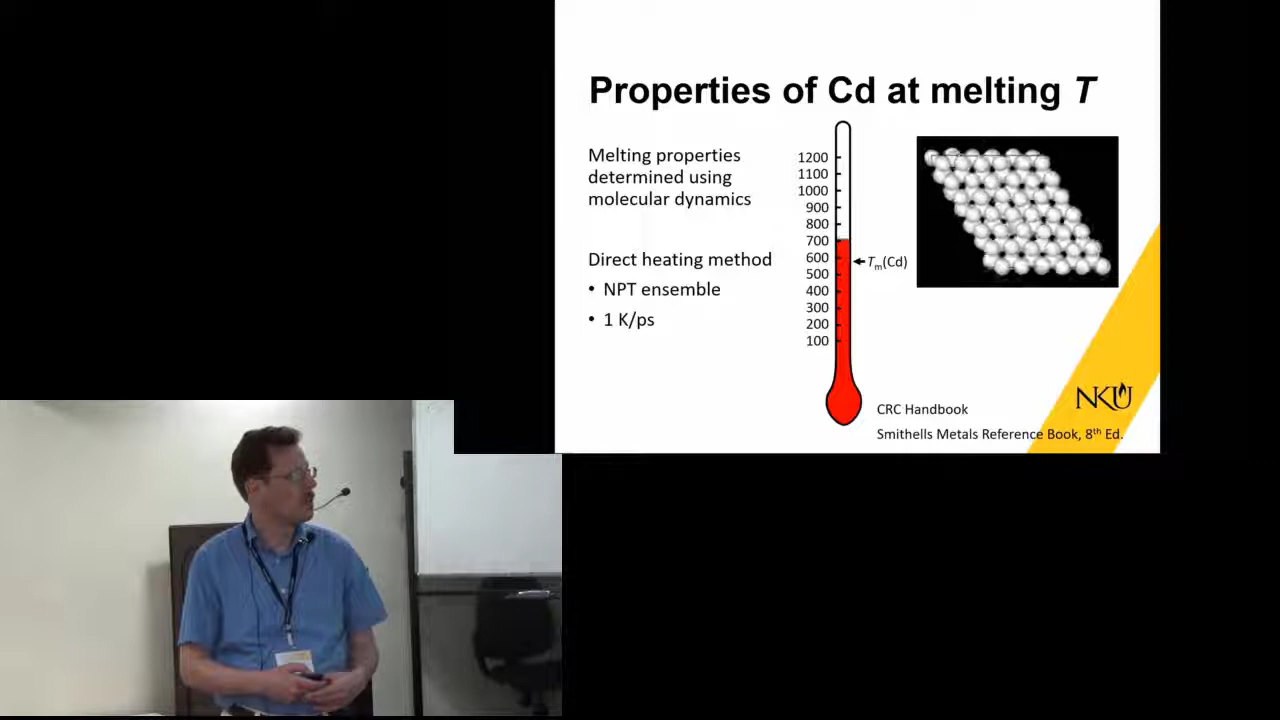 Properties of Cd at melting T
Melting properties
determined using
molecular dynamics
Direct heating method
• NPT ensemble
• 1 K/ps
1200
1100
1000
900
800
700
600
500
400
300
200
100
Tm(Cd)
NKU
CRC Handbook
Smithells Metals Reference Book, 8th Ed.